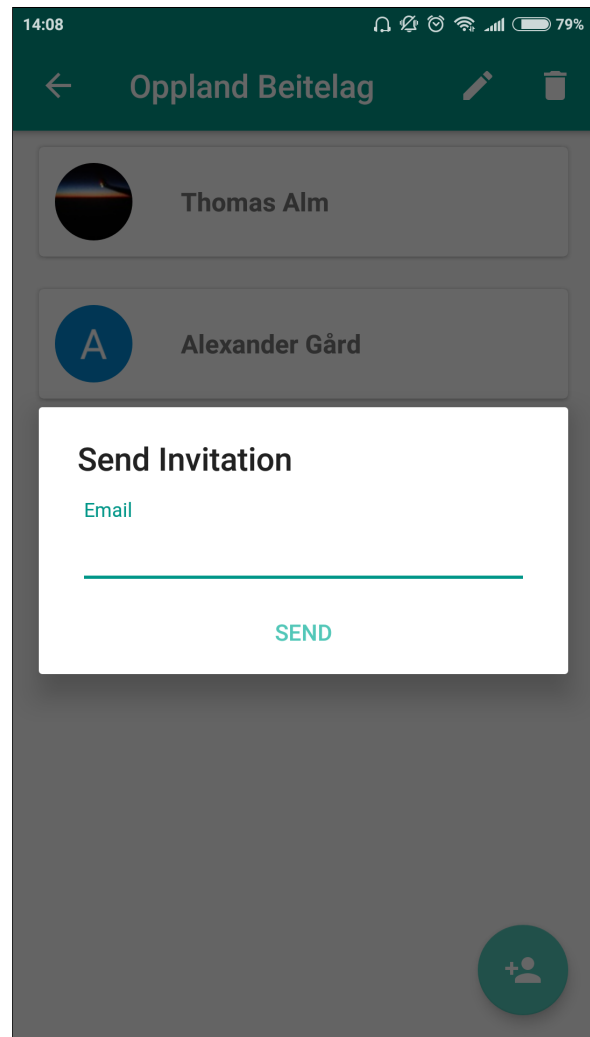 14:08 79%
Oppland Beitelag
Thomas Alm
A Alexander Gård
Send Invitation
Email
SEND